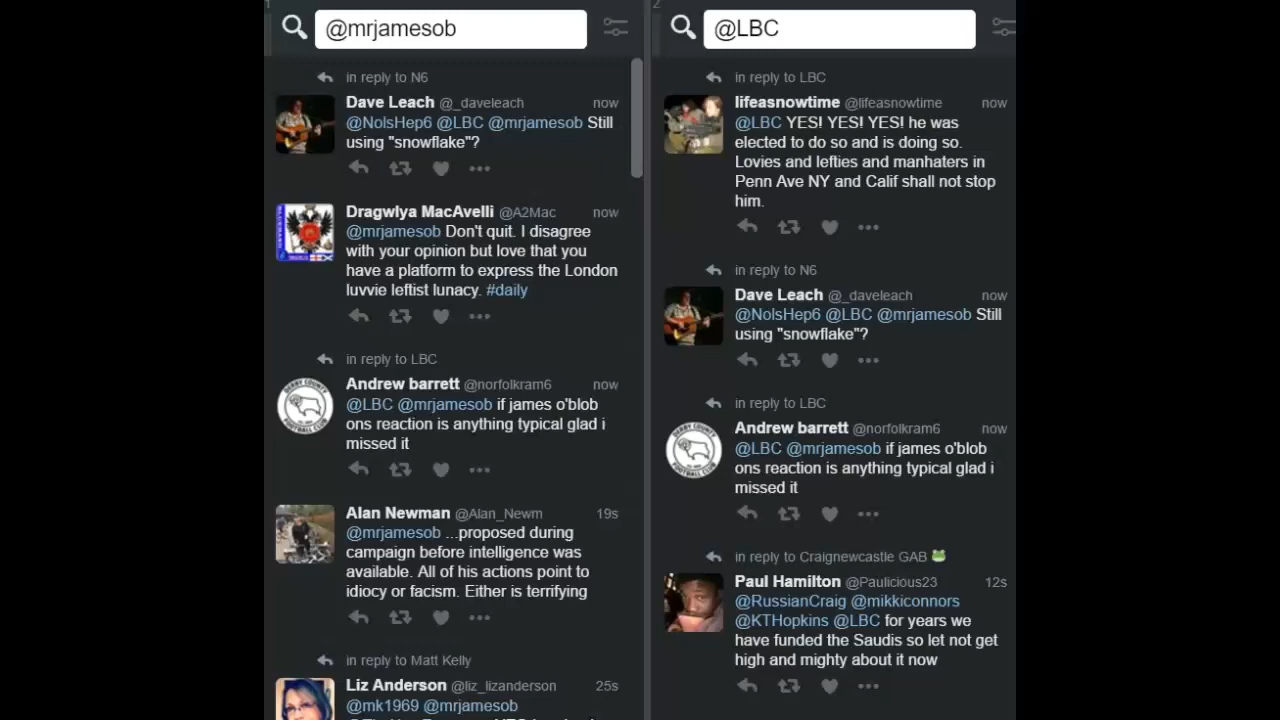 1
@mrjamesob
in reply to N6
Dave Leach @_daveleach now
@NolsHep6 @LBC @mrjamesob Still
using "snowflake"?
Dragwlya MacAvelli @A2Mac now
@mrjamesob Don't quit. I disagree
with your opinion but love that you
have a platform to express the London
luvvie leftist lunacy. #daily
in reply to LBC
Andrew barrett @norfolkram6 now
@LBC @mrjamesob if james o'blob
ons reaction is anything typical glad i
missed it
Alan Newman @Alan_Newm 19s
@mrjamesob ...proposed during
campaign before intelligence was
available. All of his actions point to
idiocy or facism. Either is terrifying
in reply to Matt Kelly
Liz Anderson @liz_lizanderson 25s
@mk1969 @mrjamesob
2
@LBC
in reply to LBC
lifeasnowtime @lifeasnowtime now
@LBC YES! YES! YES! he was
elected to do so and is doing so.
Lovies and lefties and manhaters in
Penn Ave NY and Calif shall not stop
him.
in reply to N6
Dave Leach @_daveleach now
@NolsHep6 @LBC @mrjamesob Still
using "snowflake"?
in reply to LBC
Andrew barrett @norfolkram6 now
@LBC @mrjamesob if james o'blob
ons reaction is anything typical glad i
missed it
in reply to Craignewcastle GAB 🐸
Paul Hamilton @Paulicious23 12s
@RussianCraig @mikkiconnors
@KTHopkins @LBC for years we
have funded the Saudis so let not get
high and mighty about it now